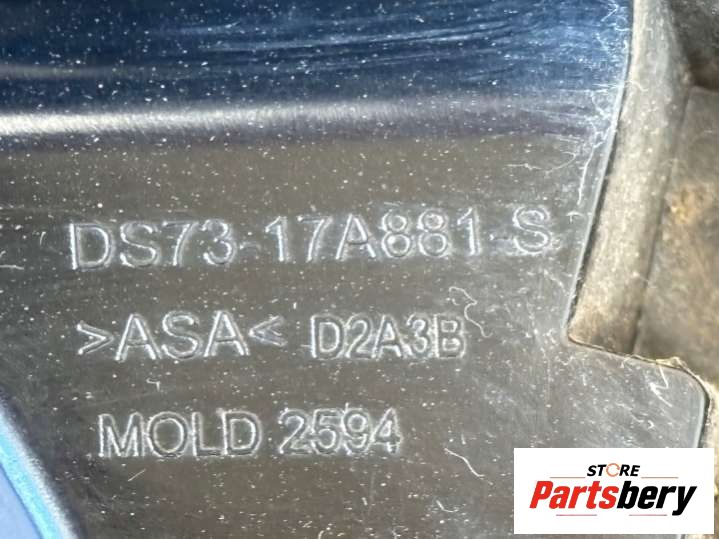 DS73-17A881-S
>ASA< D2A3B
MOLD 2594
STORE
Partsbery